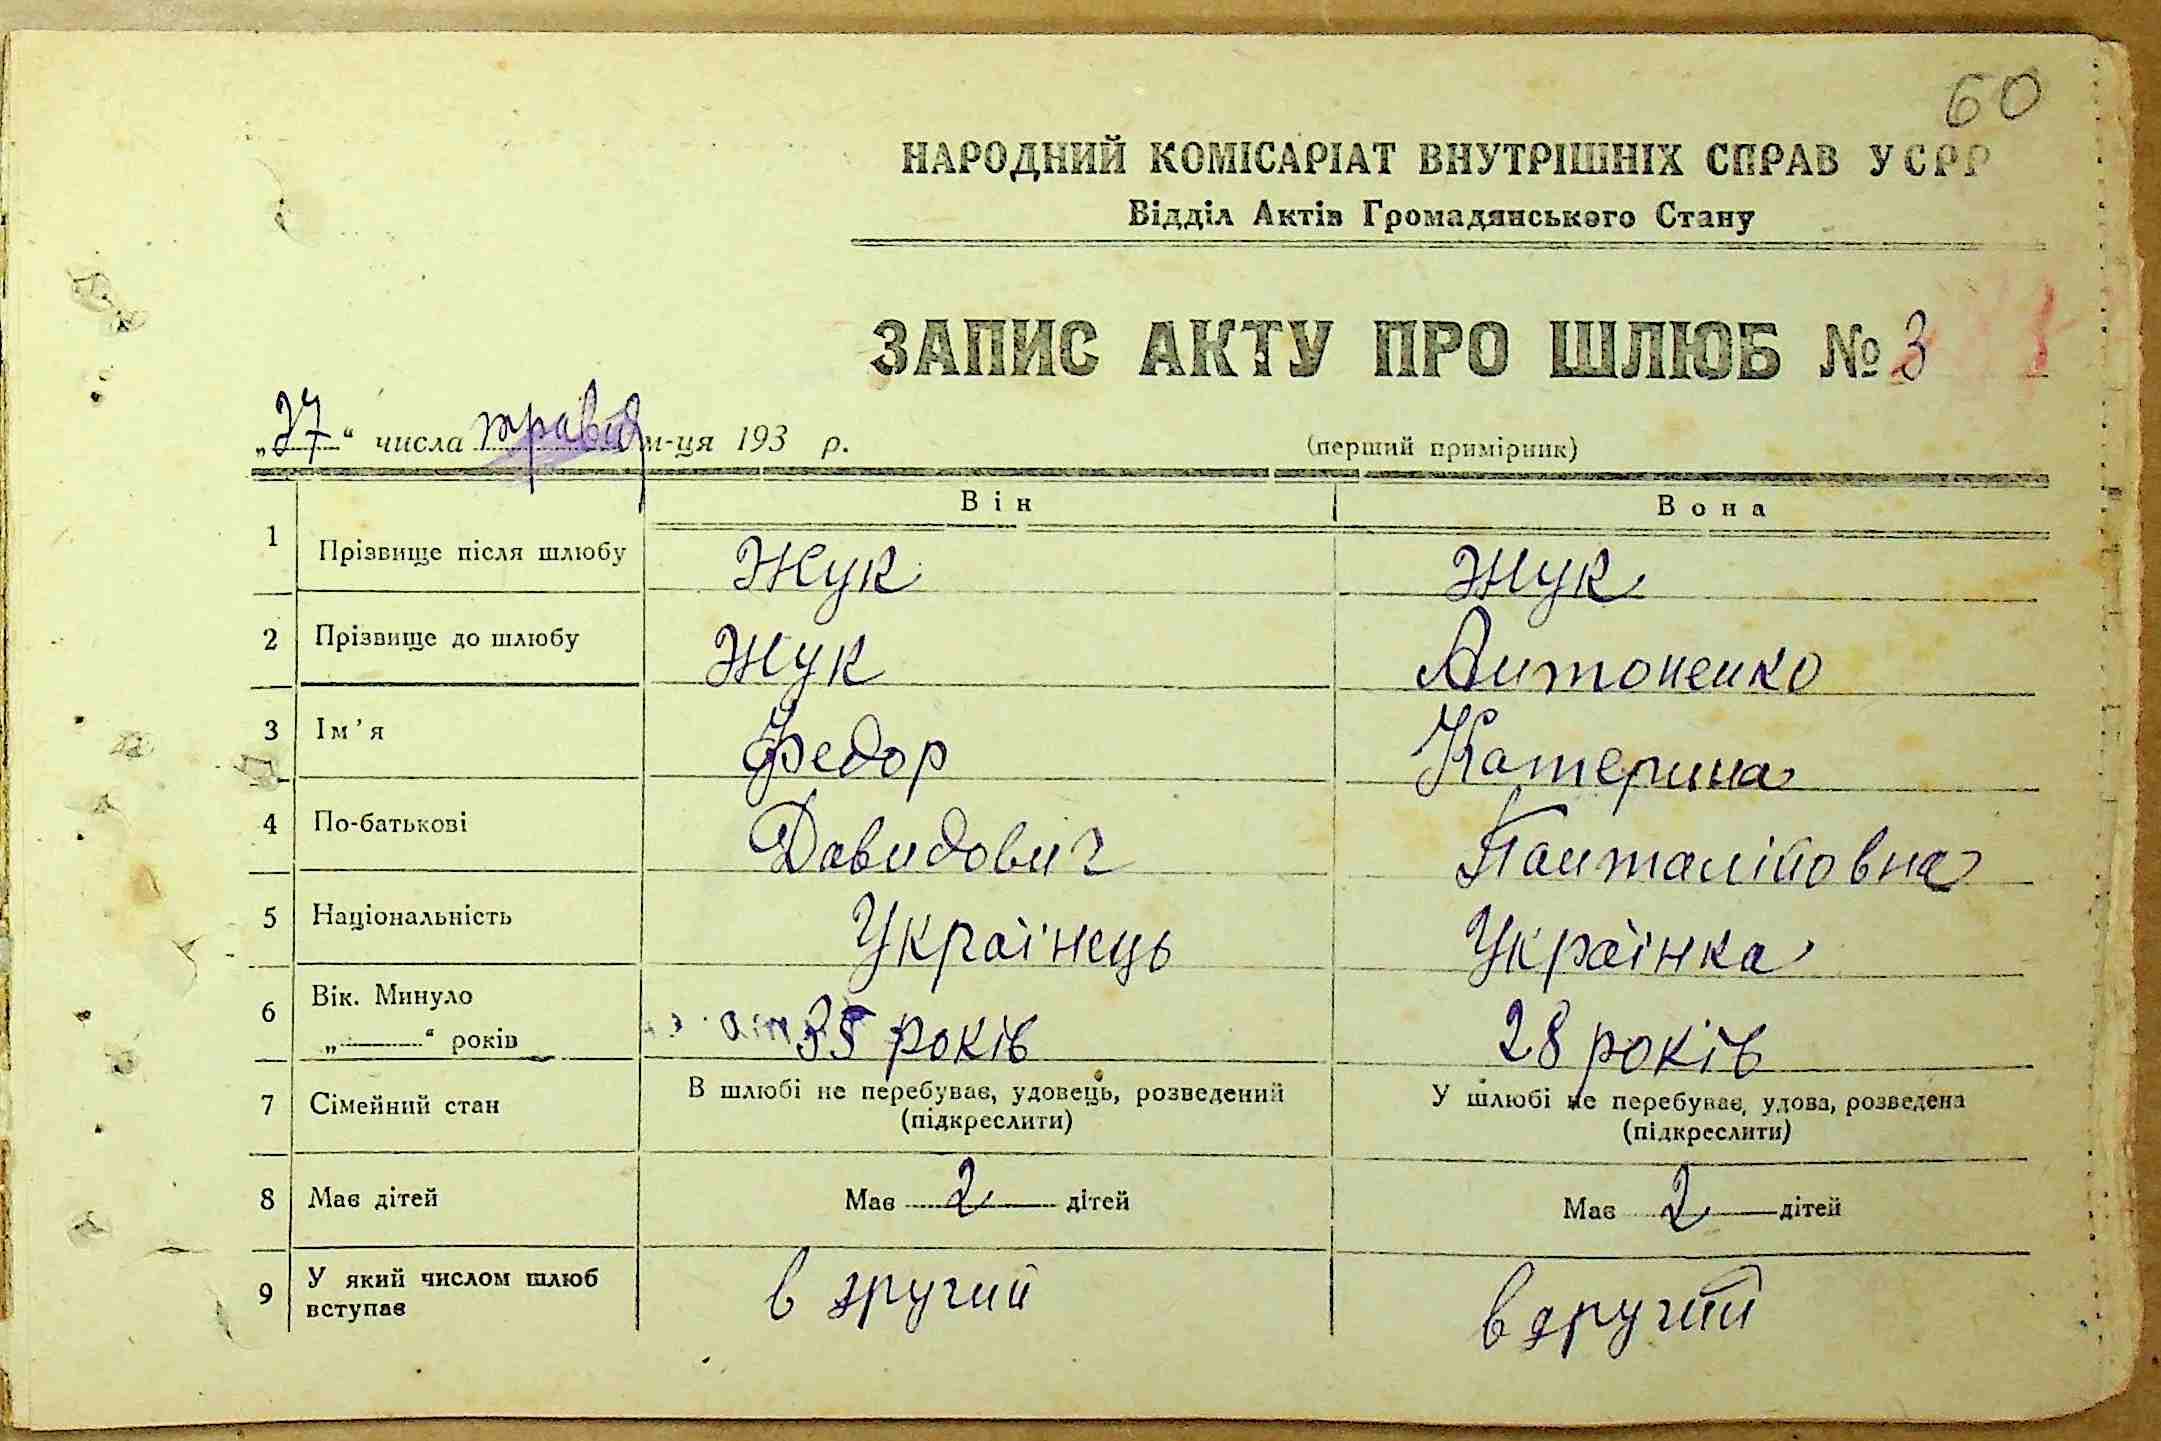 60
НАРОДНИЙ КОМІСАРІАТ ВНУТРІШНІХ СПРАВ УСРР
Відділ Актів Громадянського Стану
ЗАПИС АКТУ ПРО ШЛЮБ № 3
„27“ числа травня м-ця 193 р. (перший примірник)
Він Вона
1 Прізвище після шлюбу Жук Жук
2 Прізвище до шлюбу Жук Антоненко
3 Ім'я Федор Катерина
4 По-батькові Давидович Панталійовна
5 Національність Українець Українка
6 Вік. Минуло „ “ років 35 років 28 років
7 Сімейний стан В шлюбі не перебуває, удовець, розведений (підкреслити) У шлюбі не перебуває, удова, розведена (підкреслити)
8 Має дітей Має 2 дітей Має 2 дітей
9 У який числом шлюб вступає в другий в другий